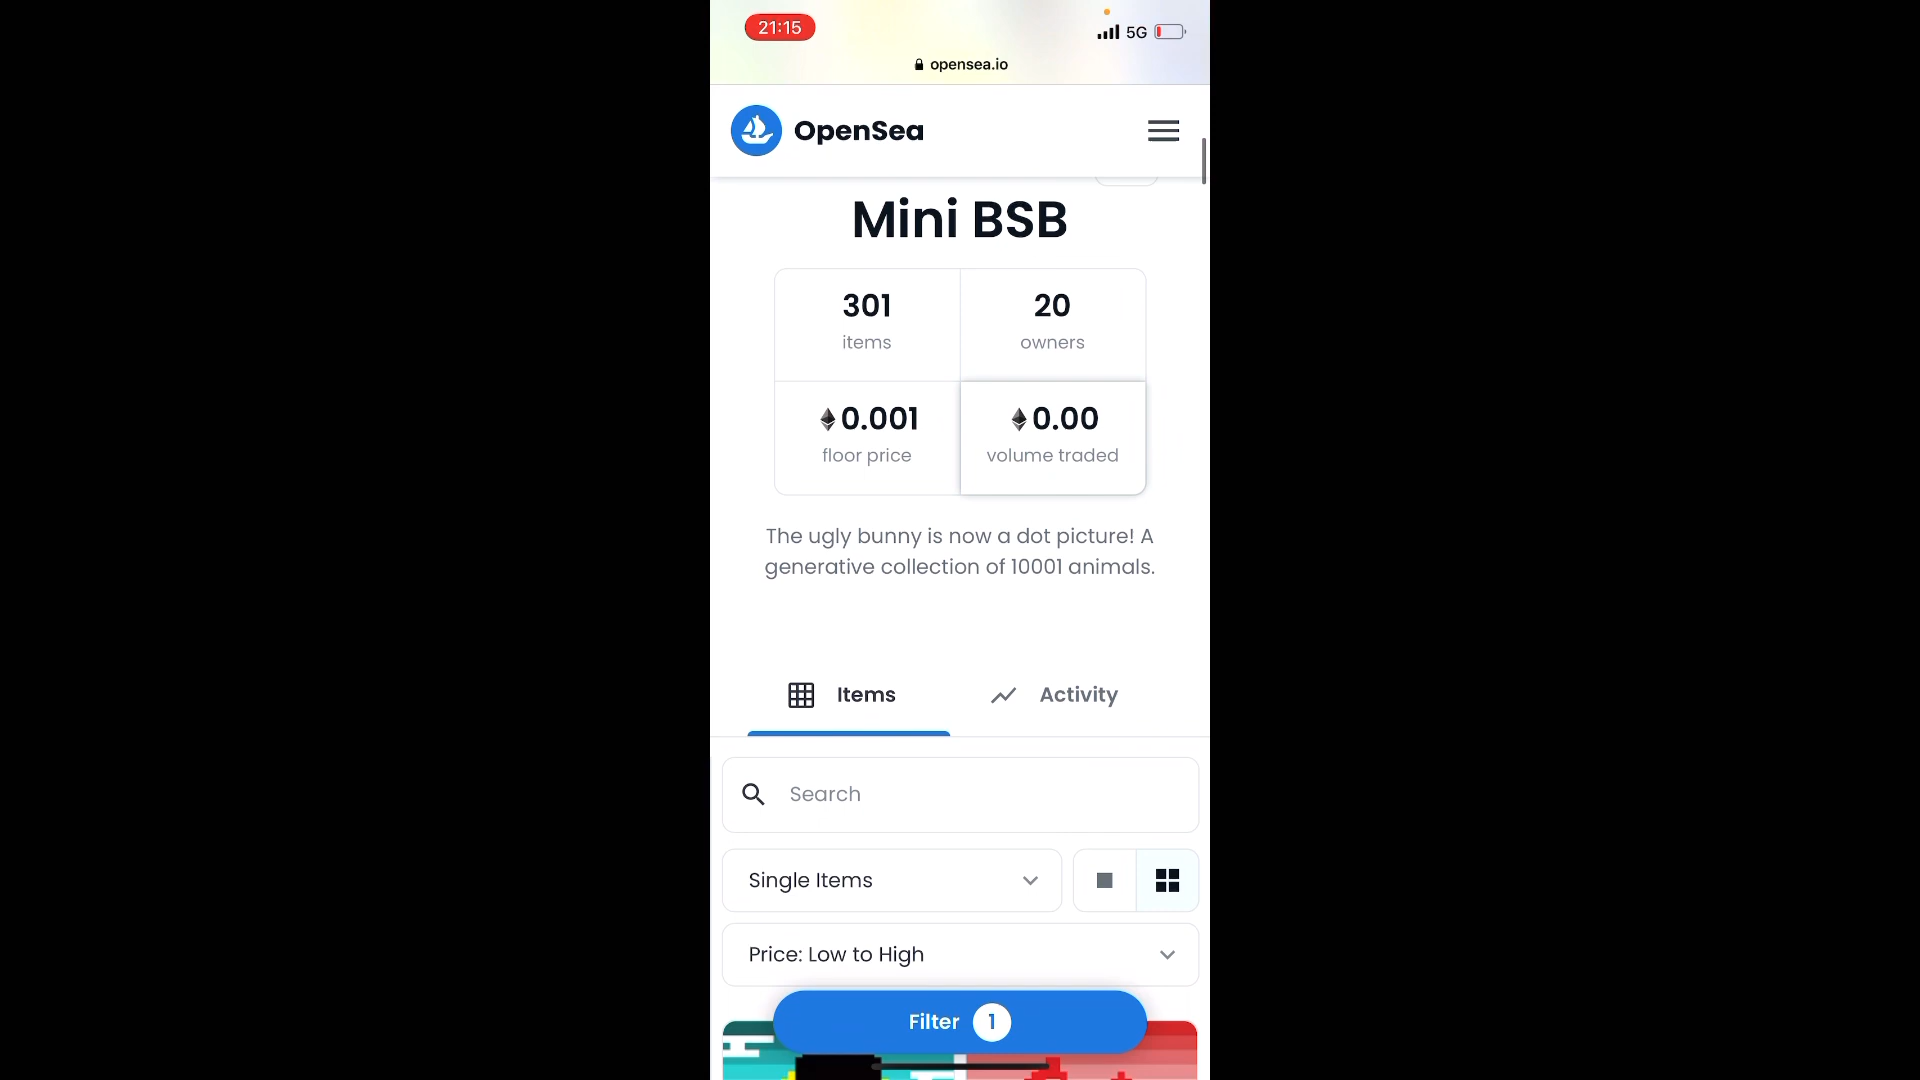 21:15
5G
opensea.io
OpenSea
Mini BSB
301
20
items
owners
0.001
0.00
floor price
volume traded
The ugly bunny is now a dot picture! A
generative collection of 10001 animals.
Items
Activity
Search
Single Items
Price: Low to High
Filter 1